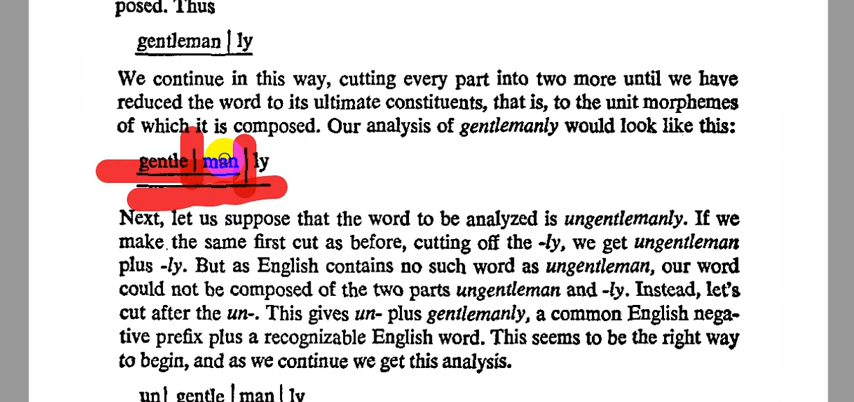 posed. Thus
gentleman | ly
We continue in this way, cutting every part into two more until we have
reduced the word to its ultimate constituents, that is, to the unit morphemes
of which it is composed. Our analysis of gentlemanly would look like this:
gentle | man | ly
Next, let us suppose that the word to be analyzed is ungentlemanly. If we
make the same first cut as before, cutting off the -ly, we get ungentleman
plus -ly. But as English contains no such word as ungentleman, our word
could not be composed of the two parts ungentleman and -ly. Instead, let's
cut after the un-. This gives un- plus gentlemanly, a common English nega-
tive prefix plus a recognizable English word. This seems to be the right way
to begin, and as we continue we get this analysis.
un | gentle | man | ly